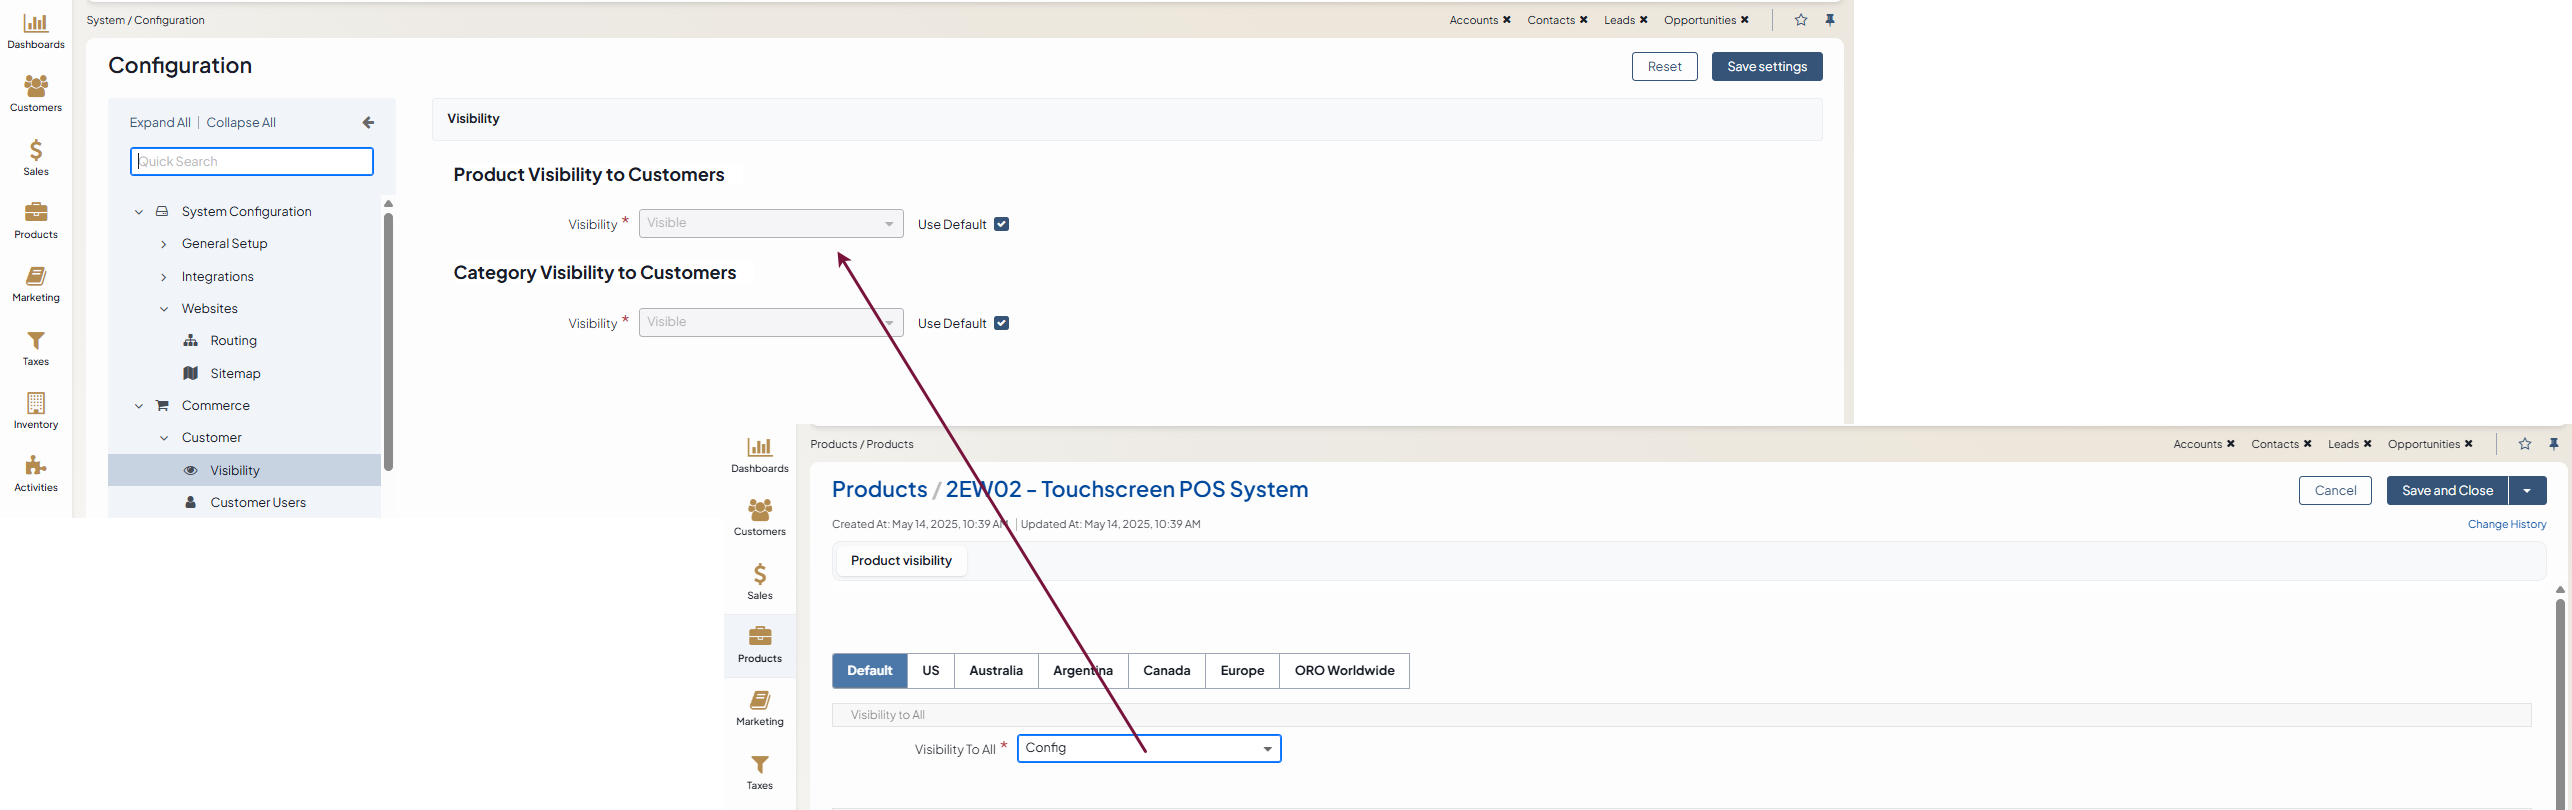 System / Configuration
Accounts ✖ Contacts ✖ Leads ✖ Opportunities ✖
Dashboards
Customers
Sales
Products
Marketing
Taxes
Inventory
Activities
Configuration
Reset
Save settings
Expand All | Collapse All
Quick Search
System Configuration
General Setup
Integrations
Websites
Routing
Sitemap
Commerce
Customer
Visibility
Customer Users
Visibility
Product Visibility to Customers
Visibility * Visible Use Default
Category Visibility to Customers
Visibility * Visible Use Default
Dashboards
Customers
Sales
Products
Marketing
Taxes
Products / Products
Accounts ✖ Contacts ✖ Leads ✖ Opportunities ✖
Products / 2EW02 - Touchscreen POS System
Cancel
Save and Close
Created At: May 14, 2025, 10:39 AM | Updated At: May 14, 2025, 10:39 AM
Change History
Product visibility
Default US Australia Argentina Canada Europe ORO Worldwide
Visibility to All
Visibility To All * Config